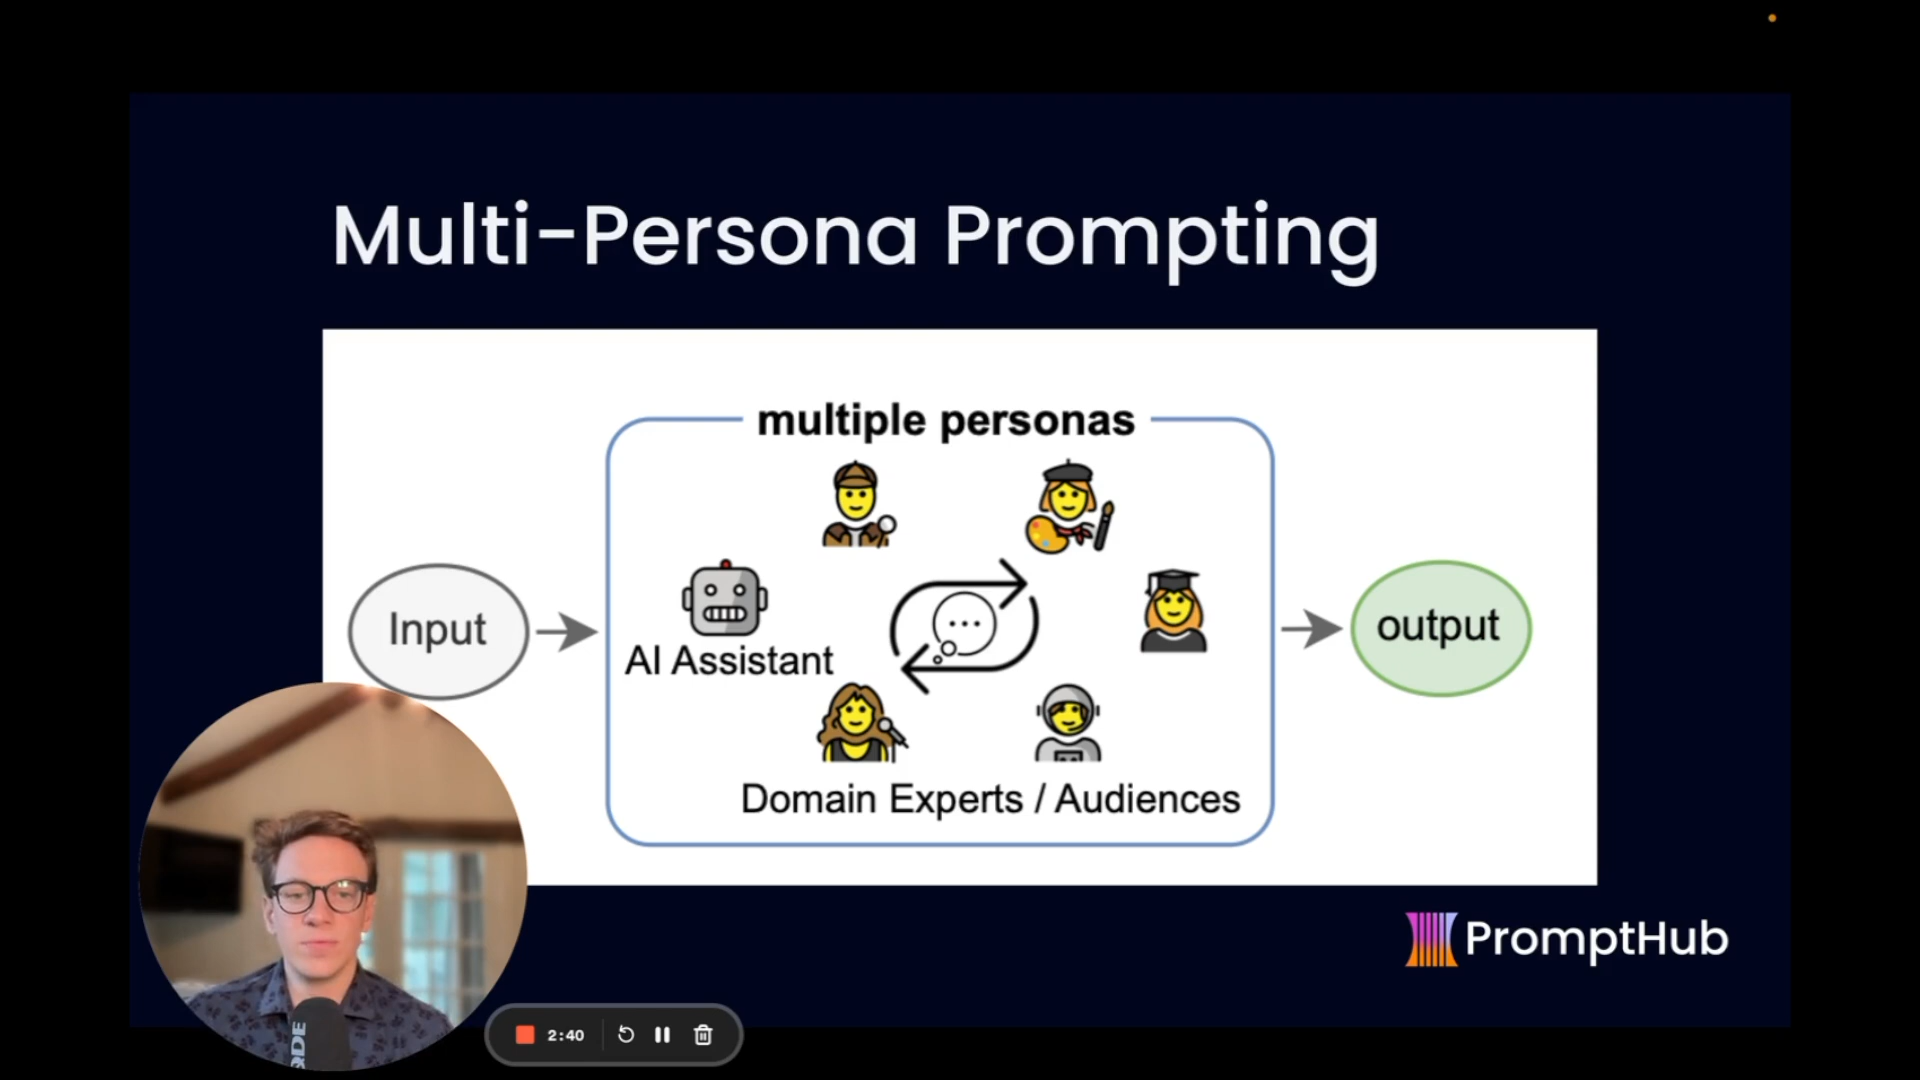 Multi-Persona Prompting
multiple personas
Input
AI Assistant
output
Domain Experts / Audiences
PromptHub
2:40